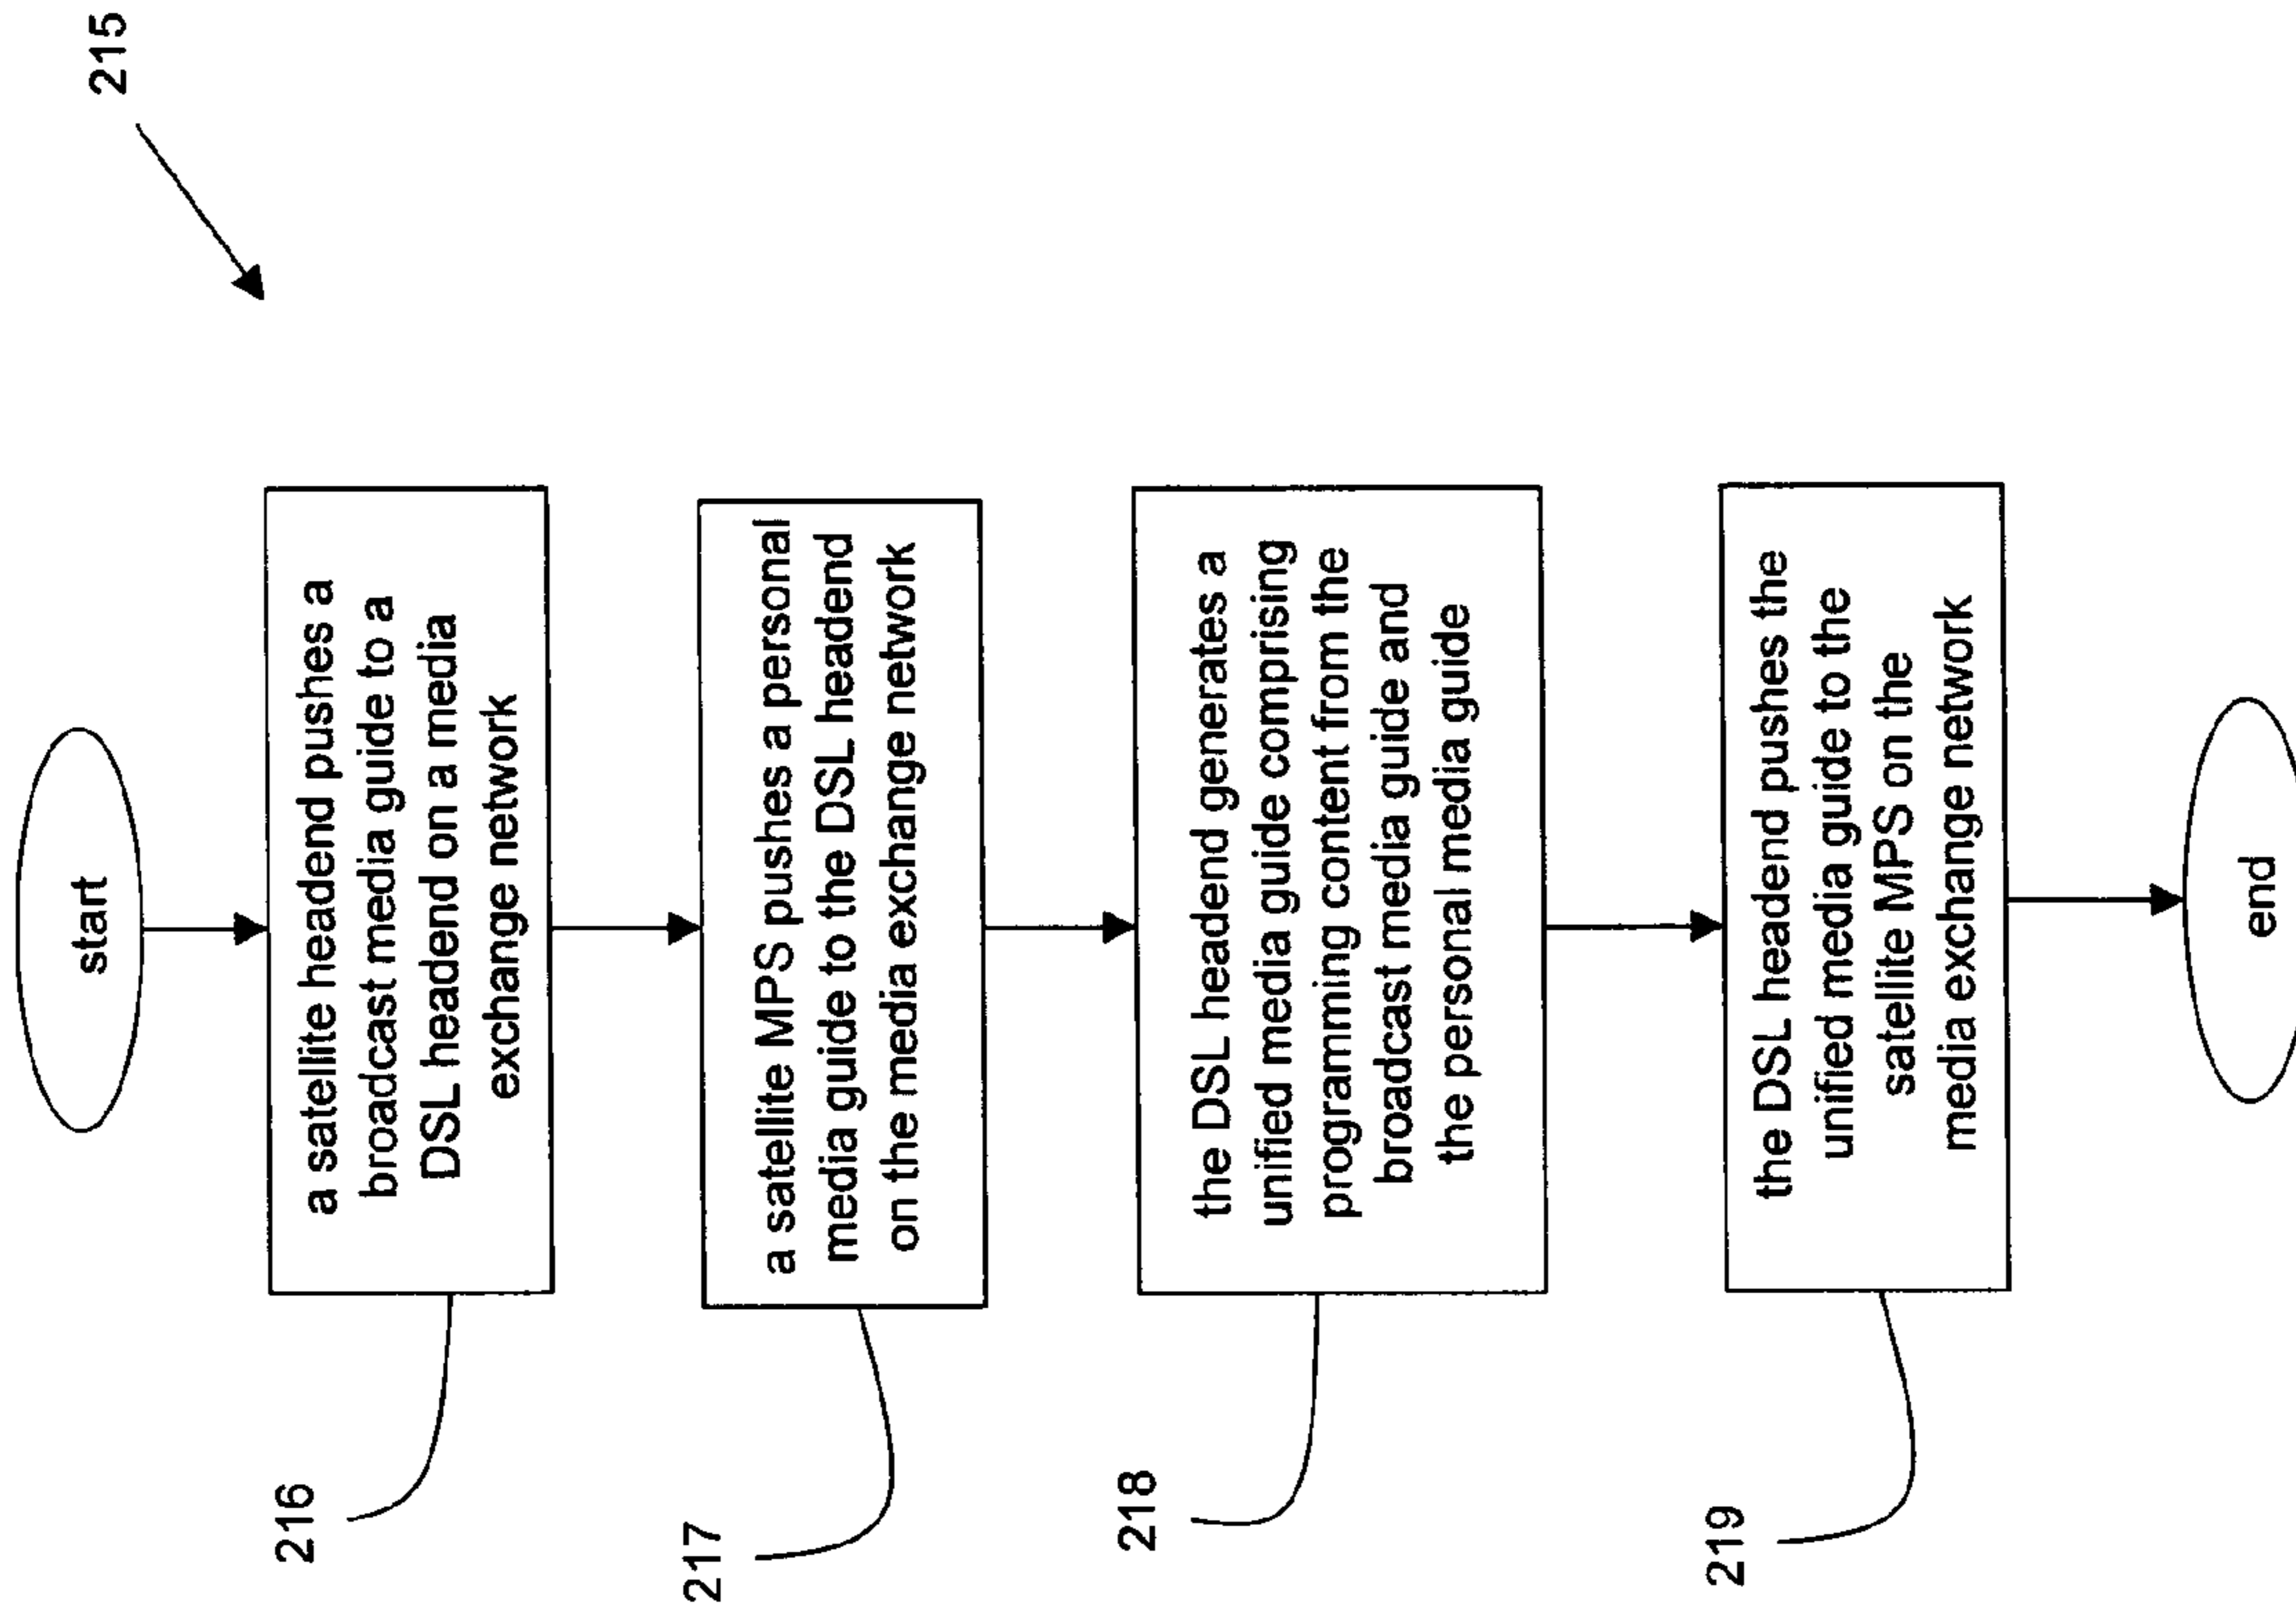 215
start
216
a satellite headend pushes a
broadcast media guide to a
DSL headend on a media
exchange network
217
a satellite MPS pushes a personal
media guide to the DSL headend
on the media exchange network
218
the DSL headend generates a
unified media guide comprising
programming content from the
broadcast media guide and
the personal media guide
219
the DSL headend pushes the
unified media guide to the
satellite MPS on the
media exchange network
end